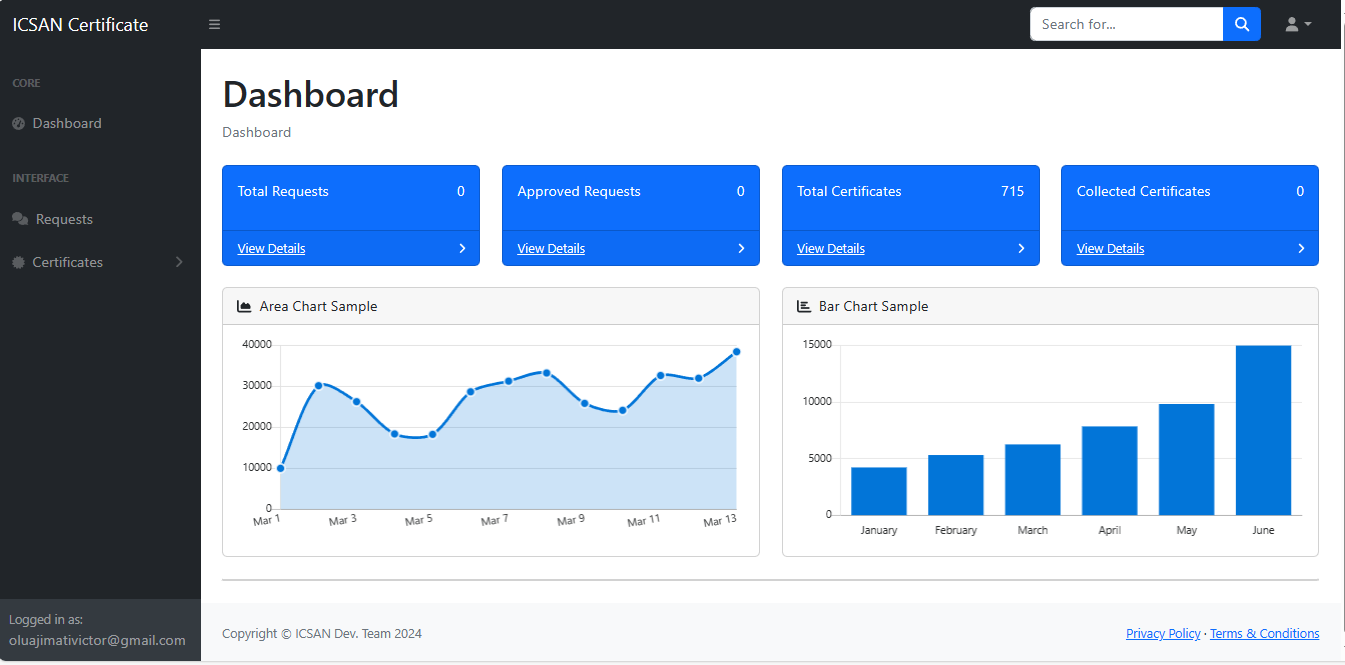 ICSAN Certificate
Search for...
CORE
Dashboard
INTERFACE
Requests
Certificates
Logged in as:
oluajimativictor@gmail.com
Dashboard
Dashboard
Total Requests 0
View Details
Approved Requests 0
View Details
Total Certificates 715
View Details
Collected Certificates 0
View Details
Area Chart Sample
40000
30000
20000
10000
0
Mar 1 Mar 3 Mar 5 Mar 7 Mar 9 Mar 11 Mar 13
Bar Chart Sample
15000
10000
5000
0
January February March April May June
Copyright © ICSAN Dev. Team 2024
Privacy Policy · Terms & Conditions